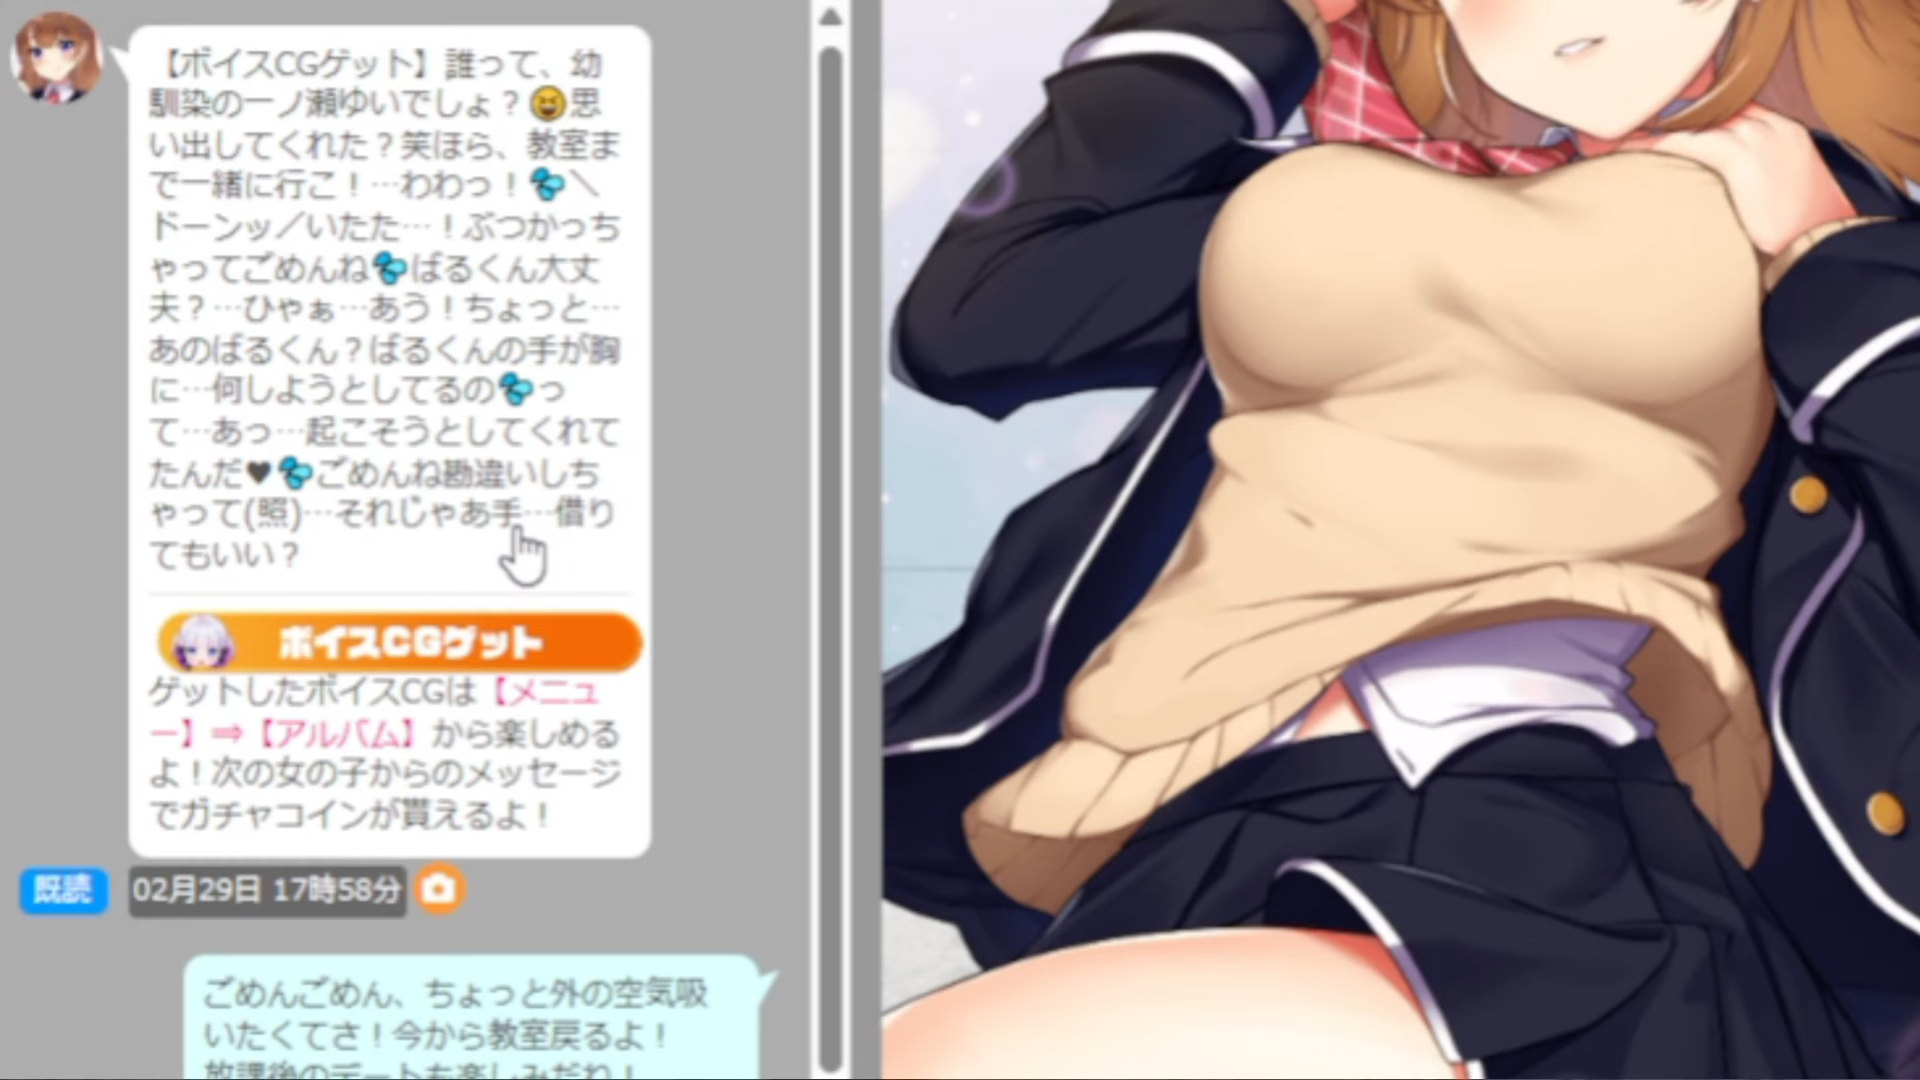 【ボイスCGゲット】誰って、幼
馴染の一ノ瀬ゆいでしょ？😆思
い出してくれた？笑ほら、教室ま
で一緒に行こ！…わわっ！💦＼
ドーンッ／いたた…！ぶつかっち
ゃってごめんね💦ばるくん大丈
夫？…ひゃぁ…あう！ちょっと…
あのばるくん？ばるくんの手が胸
に…何しようとしてるの💦っ
て…あっ…起こそうとしてくれて
たんだ♥💦ごめんね勘違いしち
ゃって(照)…それじゃあ手…借り
てもいい？
ボイスCGゲット
ゲットしたボイスCGは【メニュ
ー】⇒【アルバム】から楽しめる
よ！次の女の子からのメッセージ
でガチャコインが貰えるよ！
既読 02月29日 17時58分
ごめんごめん、ちょっと外の空気吸
いたくてさ！今から教室戻るよ！
放課後のデートも楽しみだね！